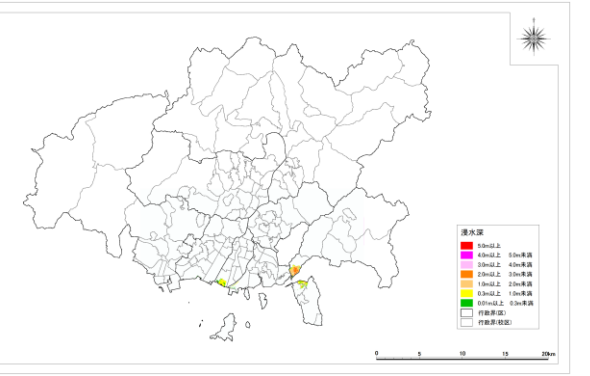 浸水深
5.0m以上
4.0m以上 5.0m未満
3.0m以上 4.0m未満
2.0m以上 3.0m未満
1.0m以上 2.0m未満
0.3m以上 1.0m未満
0.01m以上 0.3m未満
行政界(区)
行政界(校区)
0 5 10 15 20km